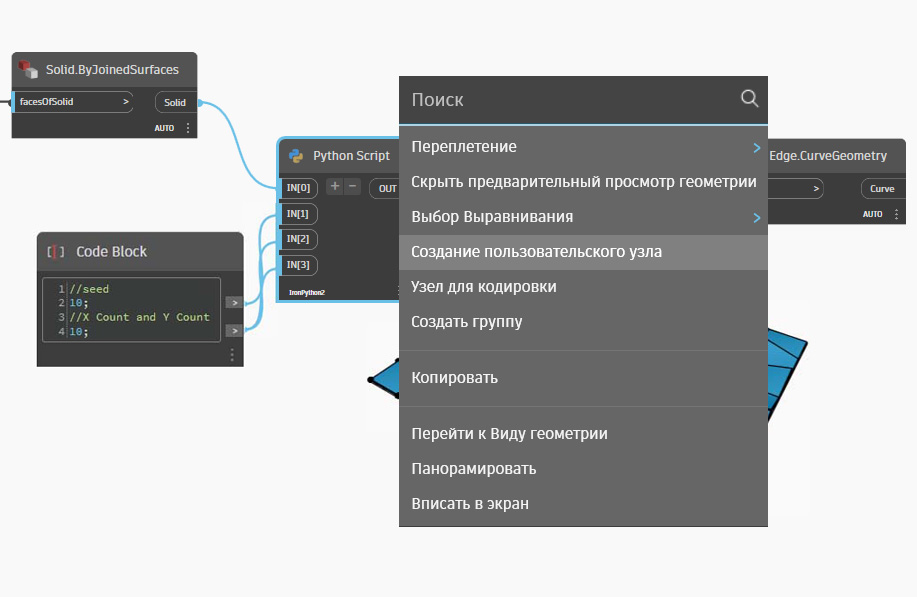 Solid.ByJoinedSurfaces
facesOfSolid >
Solid
AUTO
Python Script
IN[0] + − OUT
IN[1]
IN[2]
IN[3]
IronPython2
Code Block
1 //seed
2 10;
3 //X Count and Y Count
4 10;
>
>
Поиск
Переплетение >
Скрыть предварительный просмотр геометрии
Выбор Выравнивания >
Создание пользовательского узла
Узел для кодировки
Создать группу
Копировать
Перейти к Виду геометрии
Панорамировать
Вписать в экран
Edge.CurveGeometry
> Curve
AUTO